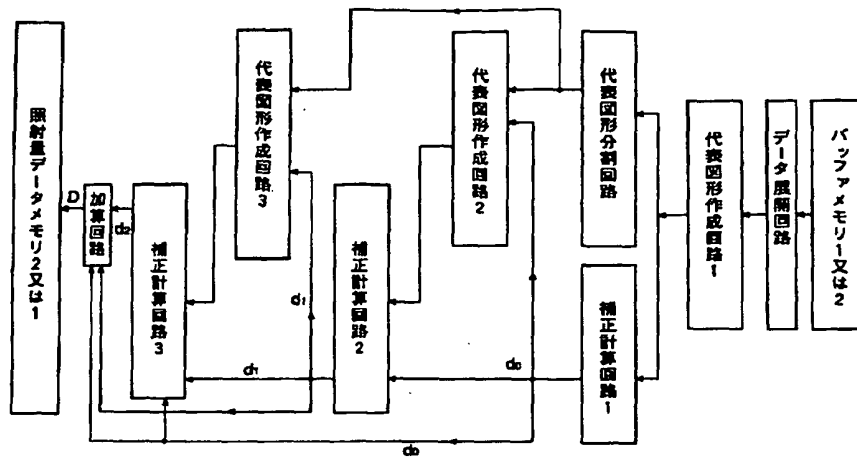 バッファメモリ1又は2
データ展開回路
代表図形作成回路1
代表図形分割回路
補正計算回路1
代表図形作成回路2
補正計算回路2
代表図形作成回路3
補正計算回路3
加算回路
照射量データメモリ2又は1
D
d₂
d₁
d₁
d₀
d₀